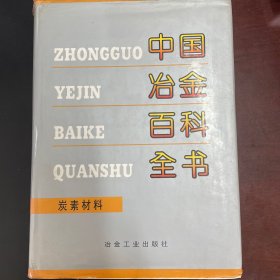 ZHONGGUO 中国
YEJIN 冶金
BAIKE 百科
QUANSHU 全书
炭素材料
冶金工业出版社